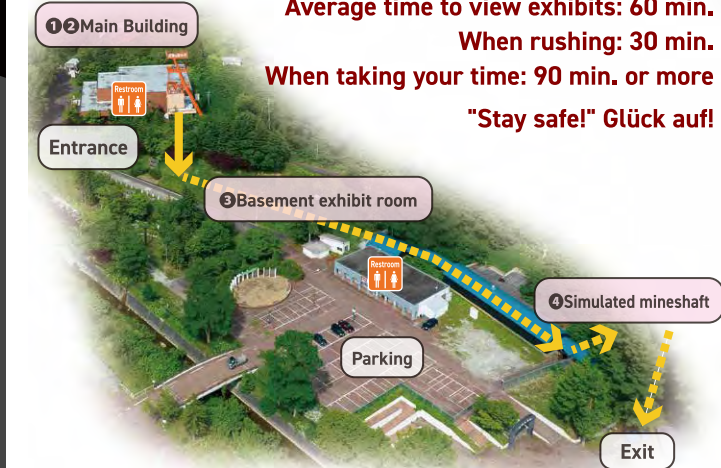 ❶❷Main Building
Average time to view exhibits: 60 min.
When rushing: 30 min.
When taking your time: 90 min. or more
"Stay safe!" Glück auf!
Restroom
Entrance
❸Basement exhibit room
Restroom
❹Simulated mineshaft
Parking
Exit